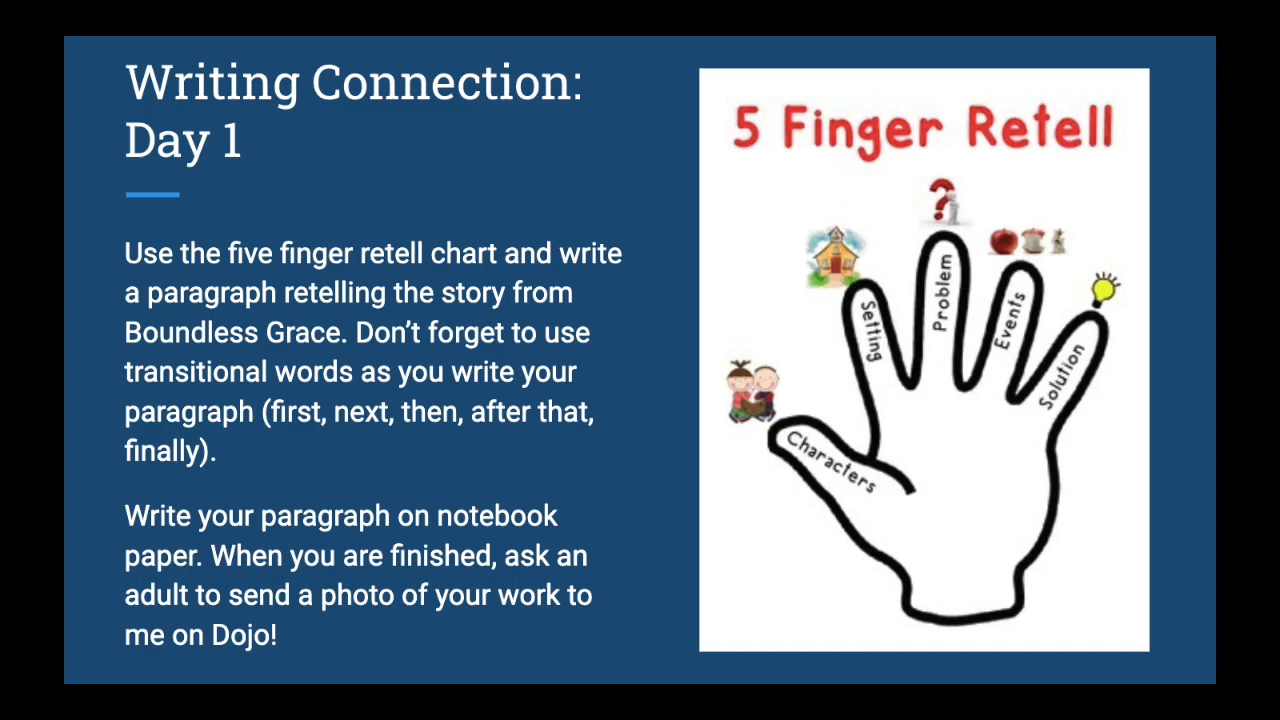 Writing Connection:
Day 1
Use the five finger retell chart and write
a paragraph retelling the story from
Boundless Grace. Don’t forget to use
transitional words as you write your
paragraph (first, next, then, after that,
finally).
Write your paragraph on notebook
paper. When you are finished, ask an
adult to send a photo of your work to
me on Dojo!
5 Finger Retell
Characters
Setting
Problem
Events
Solution